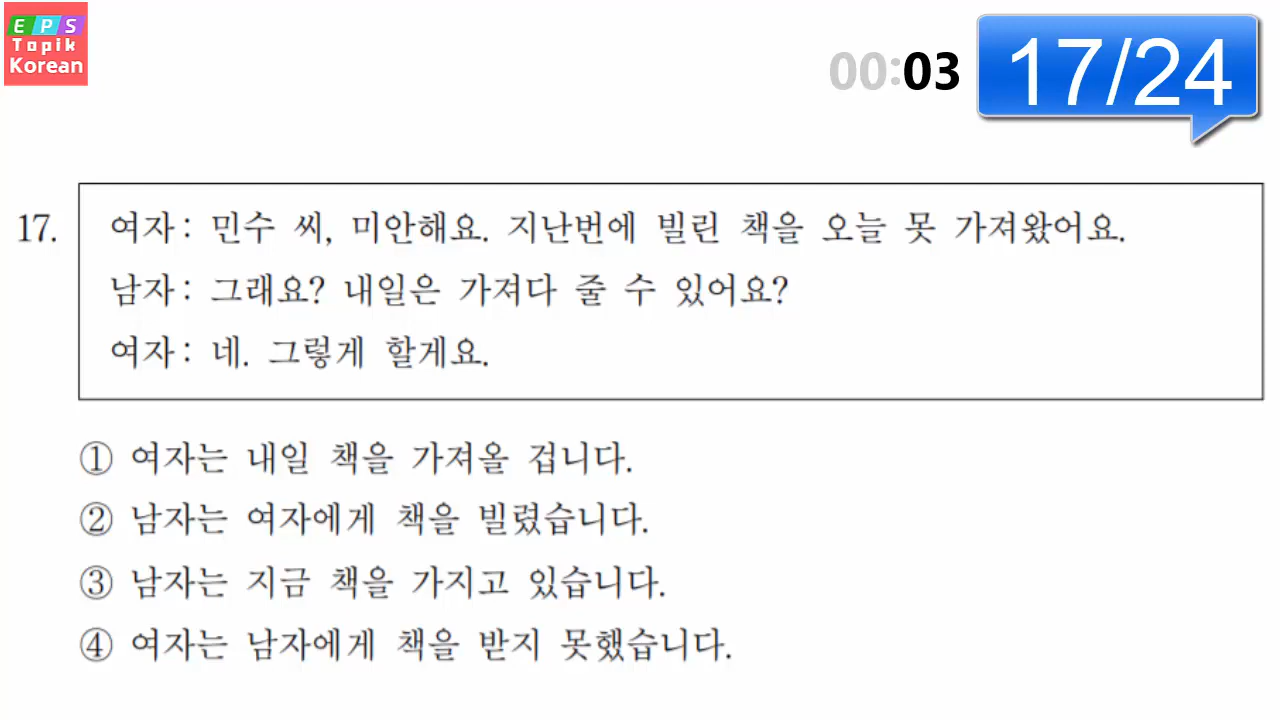 EPS
Topik
Korean
00:03
17/24
17.
여자: 민수 씨, 미안해요. 지난번에 빌린 책을 오늘 못 가져왔어요.
남자: 그래요? 내일은 가져다 줄 수 있어요?
여자: 네. 그렇게 할게요.
① 여자는 내일 책을 가져올 겁니다.
② 남자는 여자에게 책을 빌렸습니다.
③ 남자는 지금 책을 가지고 있습니다.
④ 여자는 남자에게 책을 받지 못했습니다.